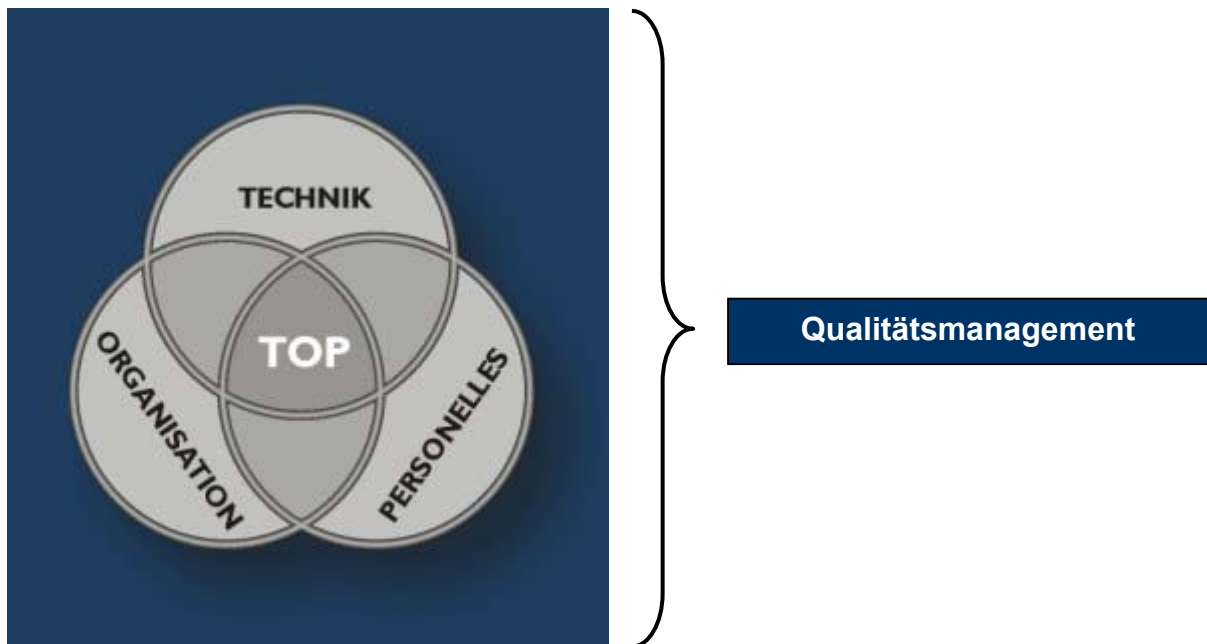 TECHNIK
TOP
ORGANISATION
PERSONELLES
Qualitätsmanagement